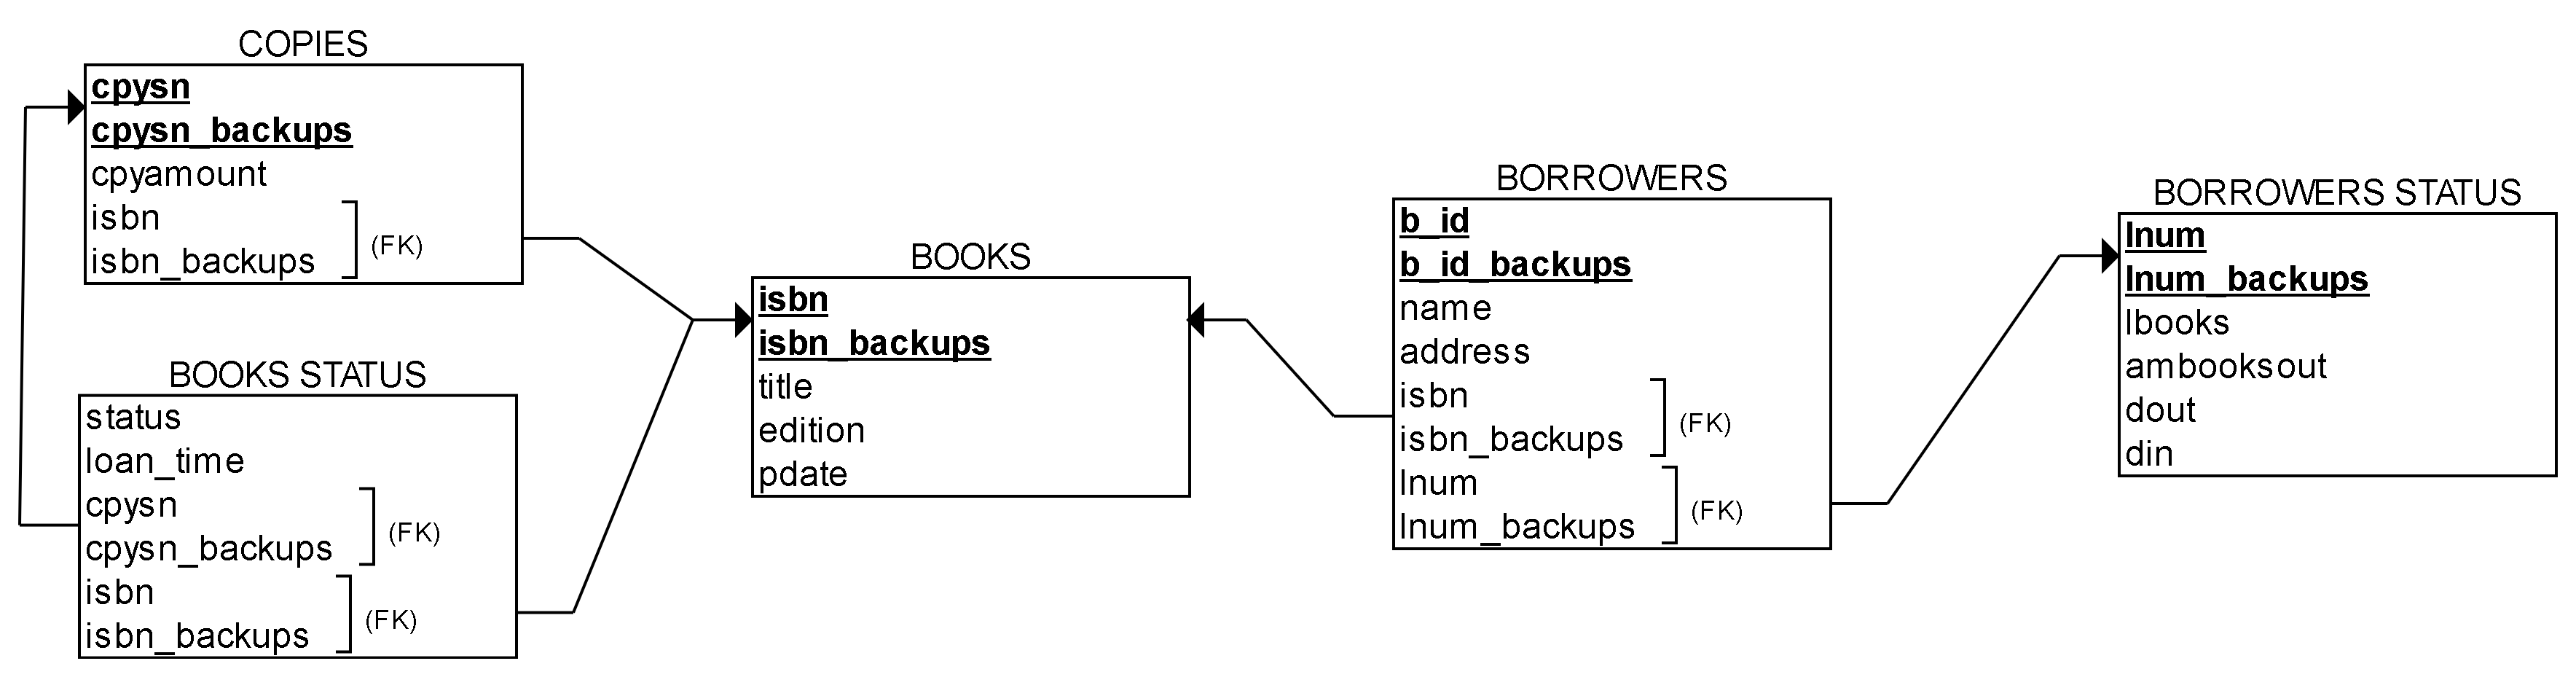 COPIES
cpysn
cpysn_backups
cpyamount
isbn
isbn_backups
(FK)
BOOKS STATUS
status
loan_time
cpysn
cpysn_backups
(FK)
isbn
isbn_backups
(FK)
BOOKS
isbn
isbn_backups
title
edition
pdate
BORROWERS
b_id
b_id_backups
name
address
isbn
isbn_backups
(FK)
lnum
lnum_backups
(FK)
BORROWERS STATUS
lnum
lnum_backups
lbooks
ambooksout
dout
din